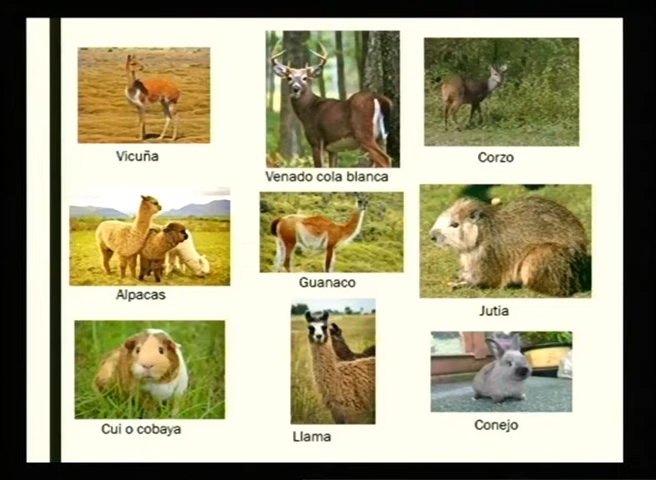 Vicuña
Venado cola blanca
Corzo
Alpacas
Guanaco
Jutia
Cui o cobaya
Llama
Conejo